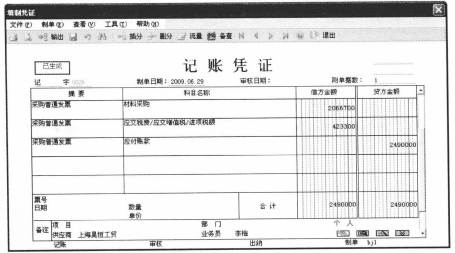 填制凭证
文件(F) 制单(E) 查看(V) 工具(T) 帮助(H)
输出 插分 删分 流量 备查 退出
已生成
记账凭证
记 字 制单日期：2009.06.29 审核日期： 附单据数： 1
摘要 科目名称 借方金额 贷方金额
采购普通发票 材料采购 2066700
采购普通发票 应交税费/应交增值税/进项税额 423300
采购普通发票 应付账款 2490000
票号
日期 数量 合计 2490000 2490000
单价
备注 项目 部门 个人
供应商 上海昊恒工贸 业务员 李梅
记账 审核 出纳 制单 hjl